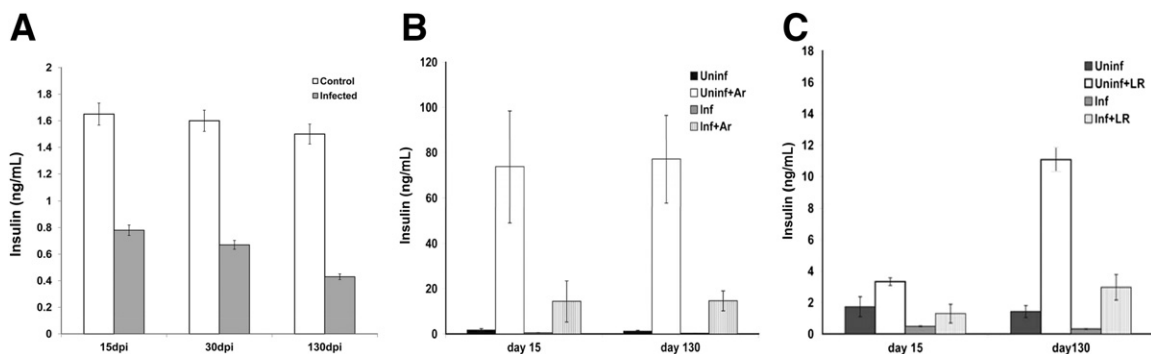 A
Insulin (ng/mL)
2
1.8
1.6
1.4
1.2
1
0.8
0.6
0.4
0.2
0
Control
Infected
15dpi 30dpi 130dpi
B
Insulin (ng/mL)
120
100
80
60
40
20
0
Uninf
Uninf+Ar
Inf
Inf+Ar
day 15 day 130
C
Insulin (ng/mL)
18
16
14
12
10
8
6
4
2
0
Uninf
Uninf+LR
Inf
Inf+LR
day 15 day130